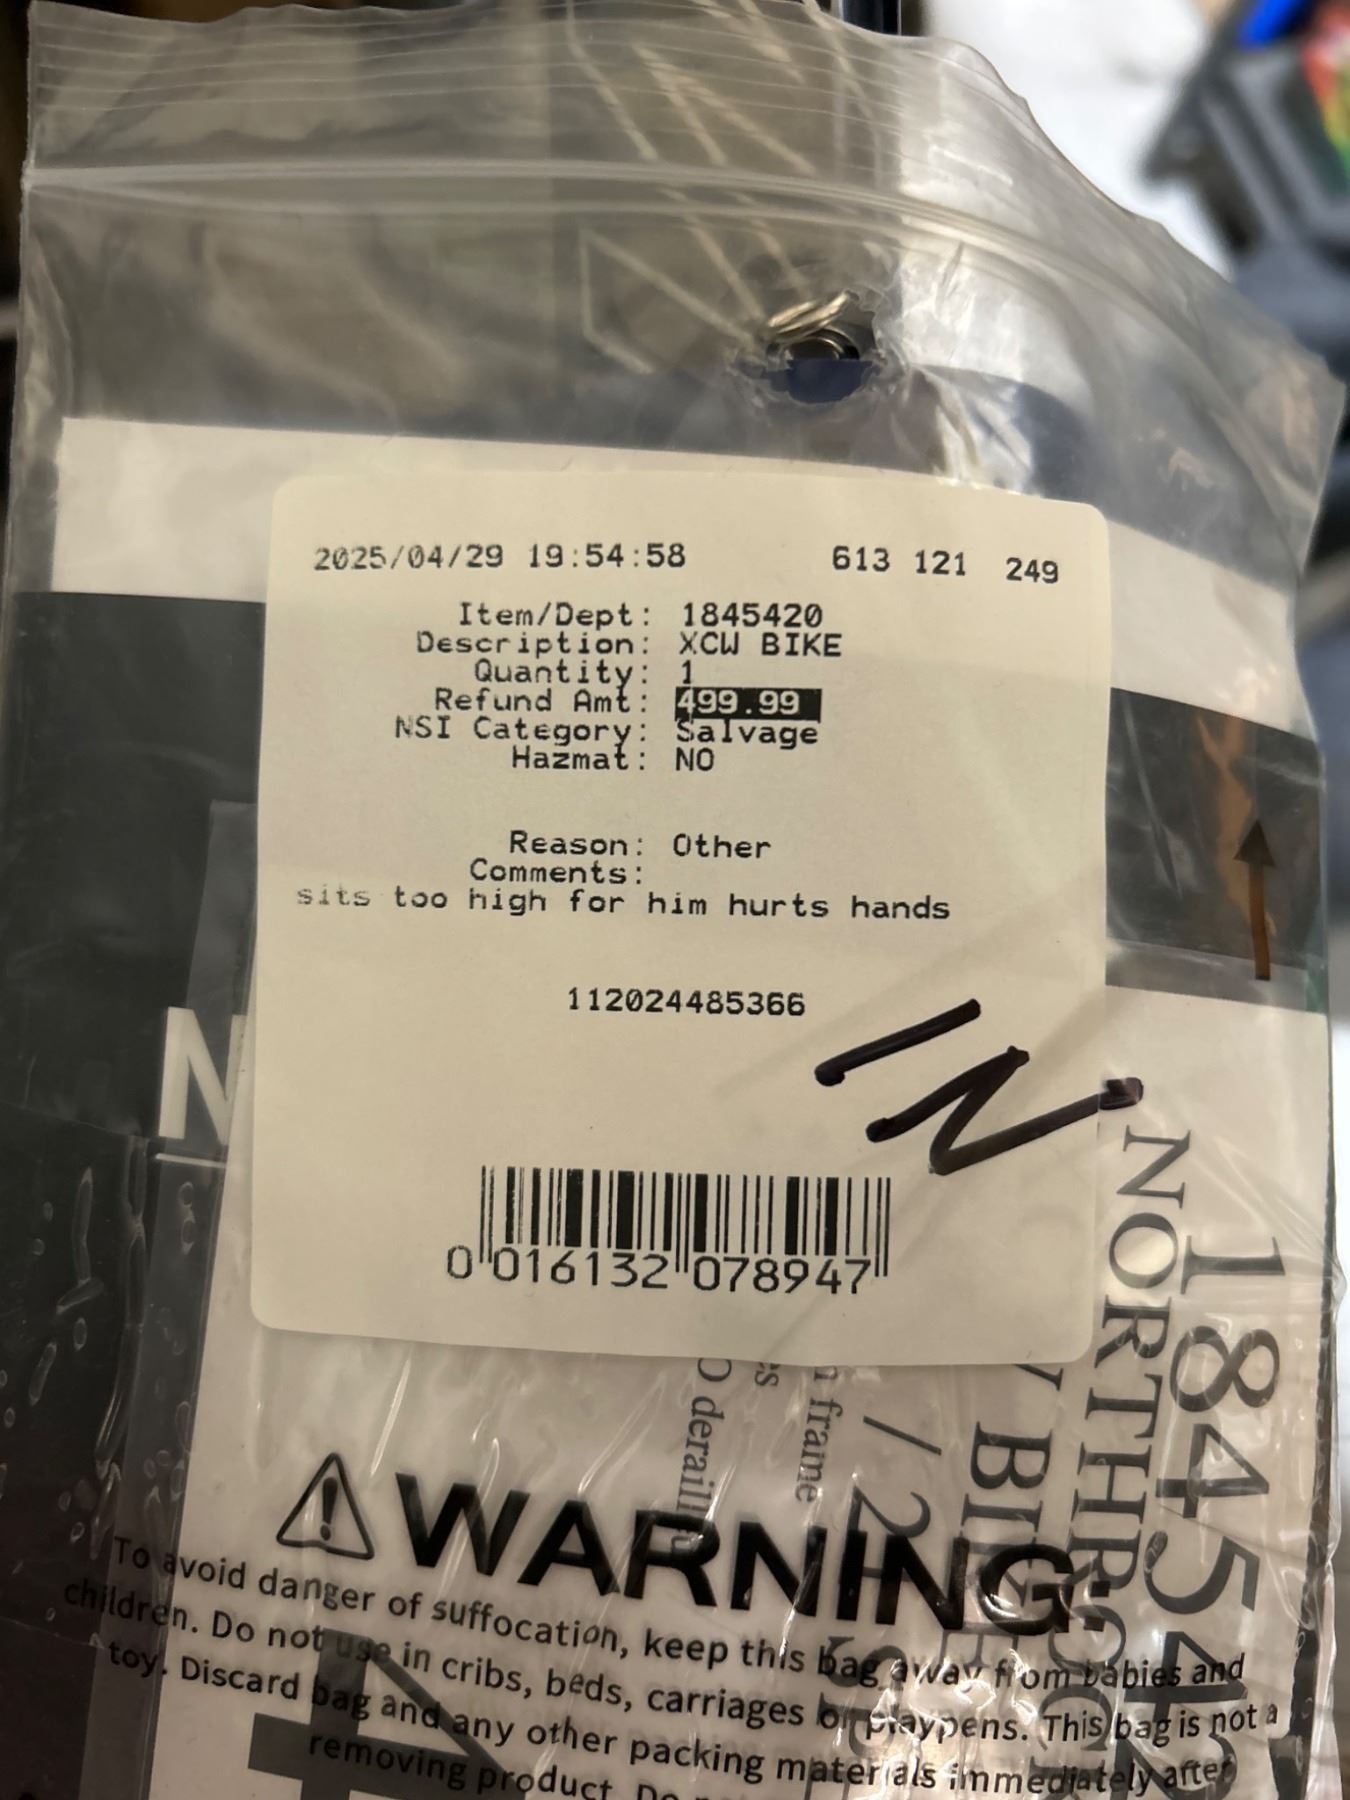 2025/04/29 19:54:58 613 121 249
Item/Dept: 1845420
Description: XCW BIKE
Quantity: 1
Refund Amt: 499.99
NSI Category: Salvage
Hazmat: NO
Reason: Other
Comments:
sits too high for him hurts hands
112024485366
IN
0 016132 078947
N
184542
NORTHROCK
BIKE
frame
WARNING
To avoid danger of suffocation, keep this bag away from babies and
children. Do not use in cribs, beds, carriages or playpens. This bag is not a
toy. Discard bag and any other packing materials immediately after
removing product. Do